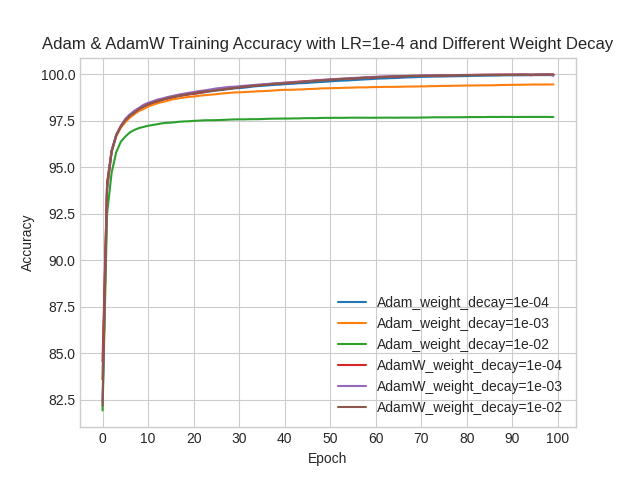 Adam & AdamW Training Accuracy with LR=1e-4 and Different Weight Decay
100.0
97.5
95.0
92.5
90.0
87.5
85.0
82.5
Accuracy
Adam_weight_decay=1e-04
Adam_weight_decay=1e-03
Adam_weight_decay=1e-02
AdamW_weight_decay=1e-04
AdamW_weight_decay=1e-03
AdamW_weight_decay=1e-02
0 10 20 30 40 50 60 70 80 90 100
Epoch